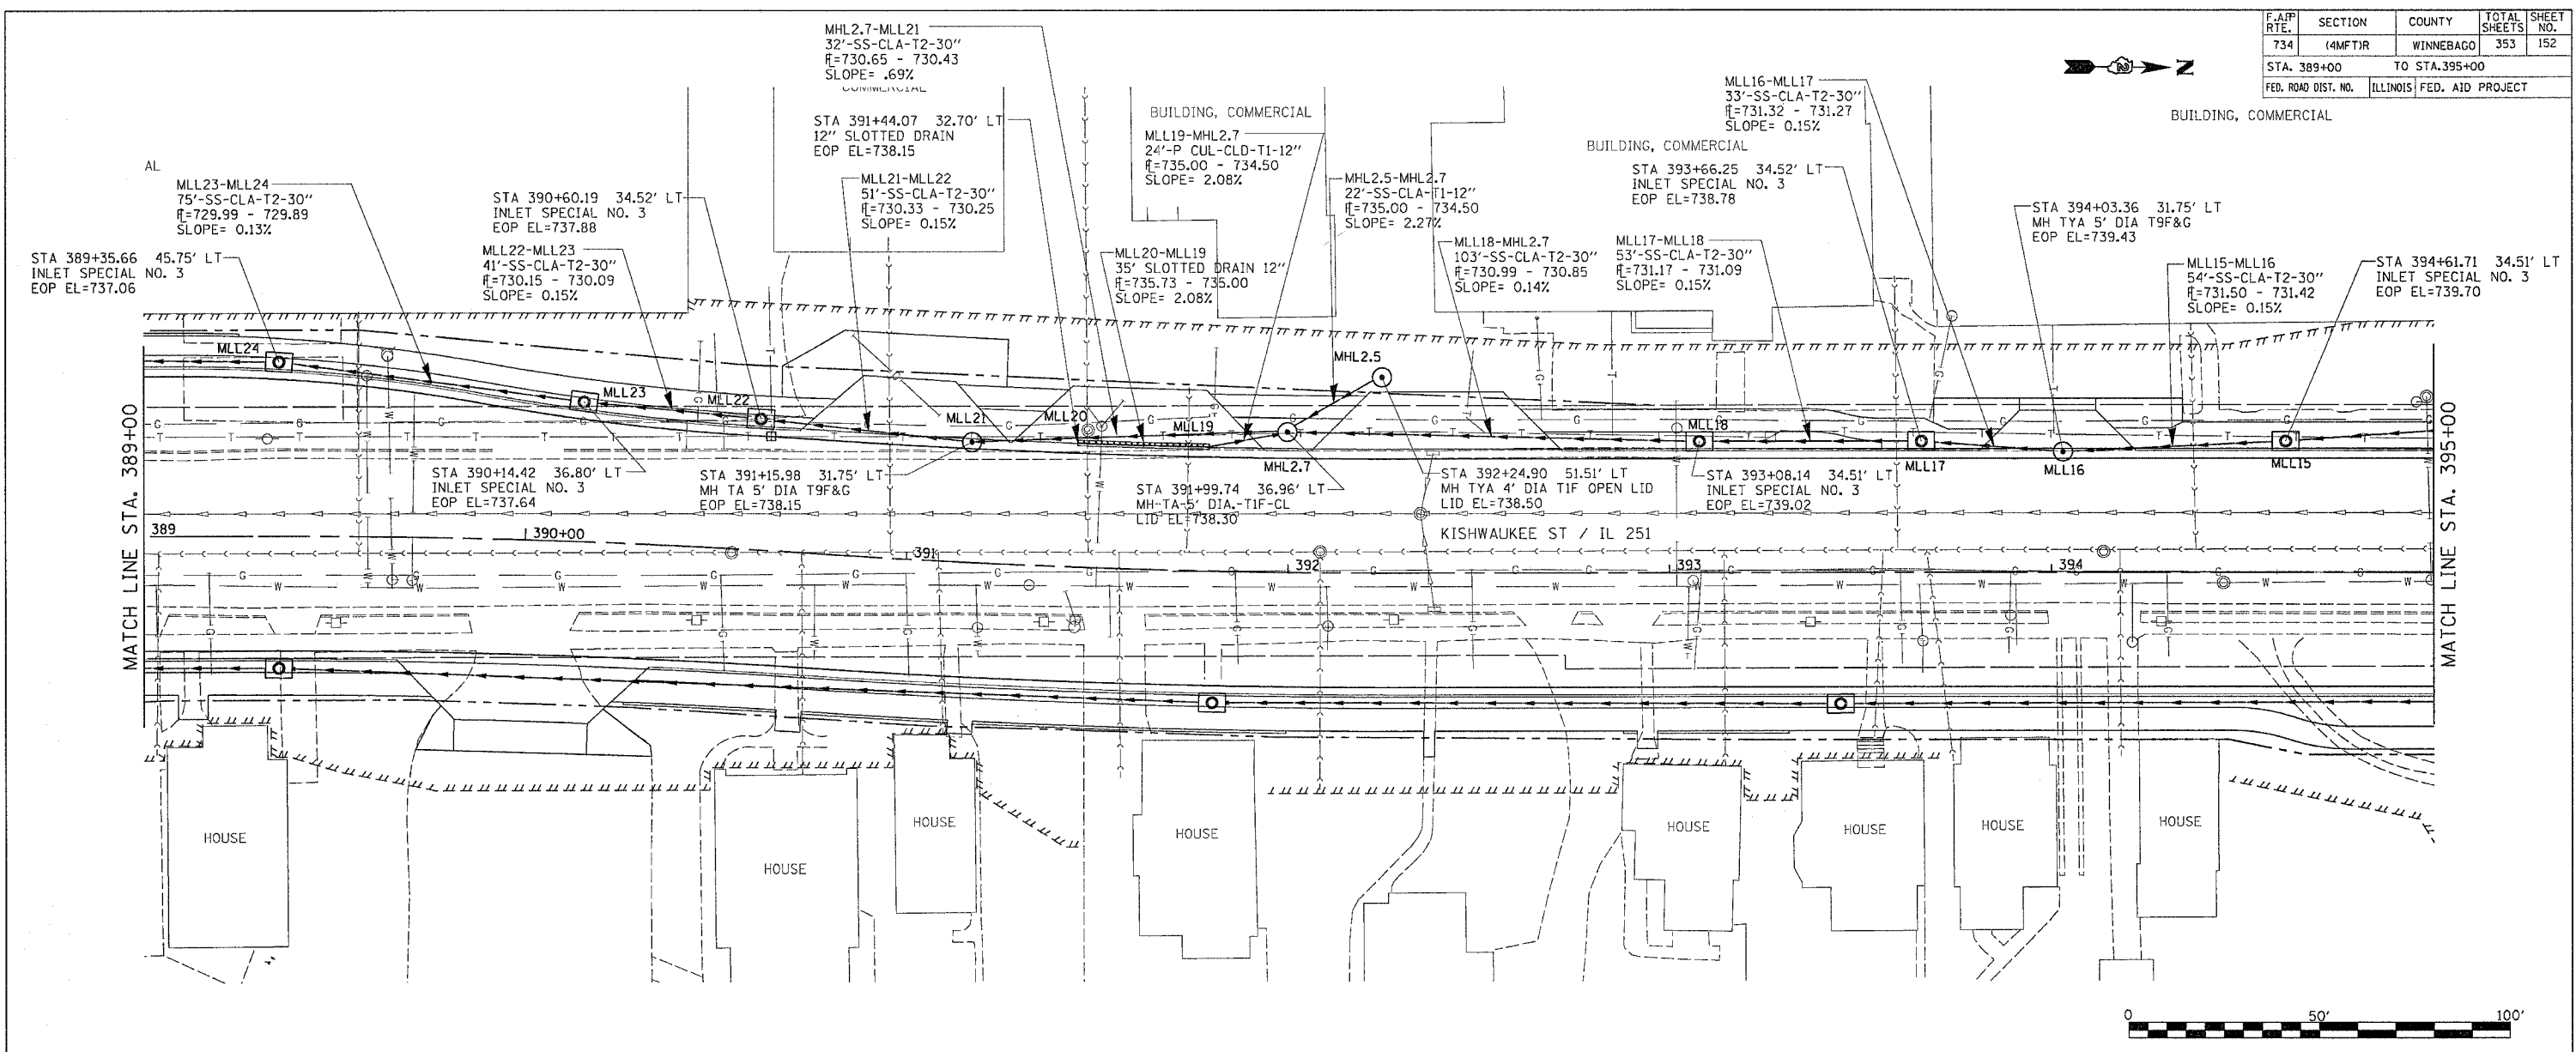 F.A.P RTE.
SECTION
COUNTY
TOTAL SHEETS
SHEET NO.
734
(4MFT)R
WINNEBAGO
353
152
STA. 389+00 TO STA.395+00
FED. ROAD DIST. NO.
ILLINOIS
FED. AID PROJECT
N
MHL2.7-MLL21
32'-SS-CLA-T2-30"
FL=730.65 - 730.43
SLOPE= .69%
COMMERCIAL
STA 391+44.07 32.70' LT
12" SLOTTED DRAIN
EOP EL=738.15
BUILDING, COMMERCIAL
MLL19-MHL2.7
24'-P CUL-CLD-T1-12"
FL=735.00 - 734.50
SLOPE= 2.08%
MLL16-MLL17
33'-SS-CLA-T2-30"
FL=731.32 - 731.27
SLOPE= 0.15%
BUILDING, COMMERCIAL
BUILDING, COMMERCIAL
AL
MLL23-MLL24
75'-SS-CLA-T2-30"
FL=729.99 - 729.89
SLOPE= 0.13%
STA 390+60.19 34.52' LT
INLET SPECIAL NO. 3
EOP EL=737.88
MLL21-MLL22
51'-SS-CLA-T2-30"
FL=730.33 - 730.25
SLOPE= 0.15%
MHL2.5-MHL2.7
22'-SS-CLA-T1-12"
FL=735.00 - 734.50
SLOPE= 2.27%
STA 393+66.25 34.52' LT
INLET SPECIAL NO. 3
EOP EL=738.78
STA 394+03.36 31.75' LT
MH TYA 5' DIA T9F&G
EOP EL=739.43
STA 389+35.66 45.75' LT
INLET SPECIAL NO. 3
EOP EL=737.06
MLL22-MLL23
41'-SS-CLA-T2-30"
FL=730.15 - 730.09
SLOPE= 0.15%
MLL20-MLL19
35' SLOTTED DRAIN 12"
FL=735.73 - 735.00
SLOPE= 2.08%
MLL18-MHL2.7
103'-SS-CLA-T2-30"
FL=730.99 - 730.85
SLOPE= 0.14%
MLL17-MLL18
53'-SS-CLA-T2-30"
FL=731.17 - 731.09
SLOPE= 0.15%
MLL15-MLL16
54'-SS-CLA-T2-30"
FL=731.50 - 731.42
SLOPE= 0.15%
STA 394+61.71 34.51' LT
INLET SPECIAL NO. 3
EOP EL=739.70
MLL24
MLL23
MLL22
MLL21
MLL20
MLL19
MHL2.5
MHL2.7
MLL18
MLL17
MLL16
MLL15
MATCH LINE STA. 389+00
MATCH LINE STA. 395+00
STA 390+14.42 36.80' LT
INLET SPECIAL NO. 3
EOP EL=737.64
STA 391+15.98 31.75' LT
MH TA 5' DIA T9F&G
EOP EL=738.15
STA 391+99.74 36.96' LT
MH-TA-5' DIA.-T1F-CL
LID EL=738.30
STA 392+24.90 51.51' LT
MH TYA 4' DIA T1F OPEN LID
LID EL=738.50
STA 393+08.14 34.51' LT
INLET SPECIAL NO. 3
EOP EL=739.02
KISHWAUKEE ST / IL 251
389
390+00
391
392
393
394
HOUSE
HOUSE
HOUSE
HOUSE
HOUSE
HOUSE
HOUSE
HOUSE
0 50' 100'